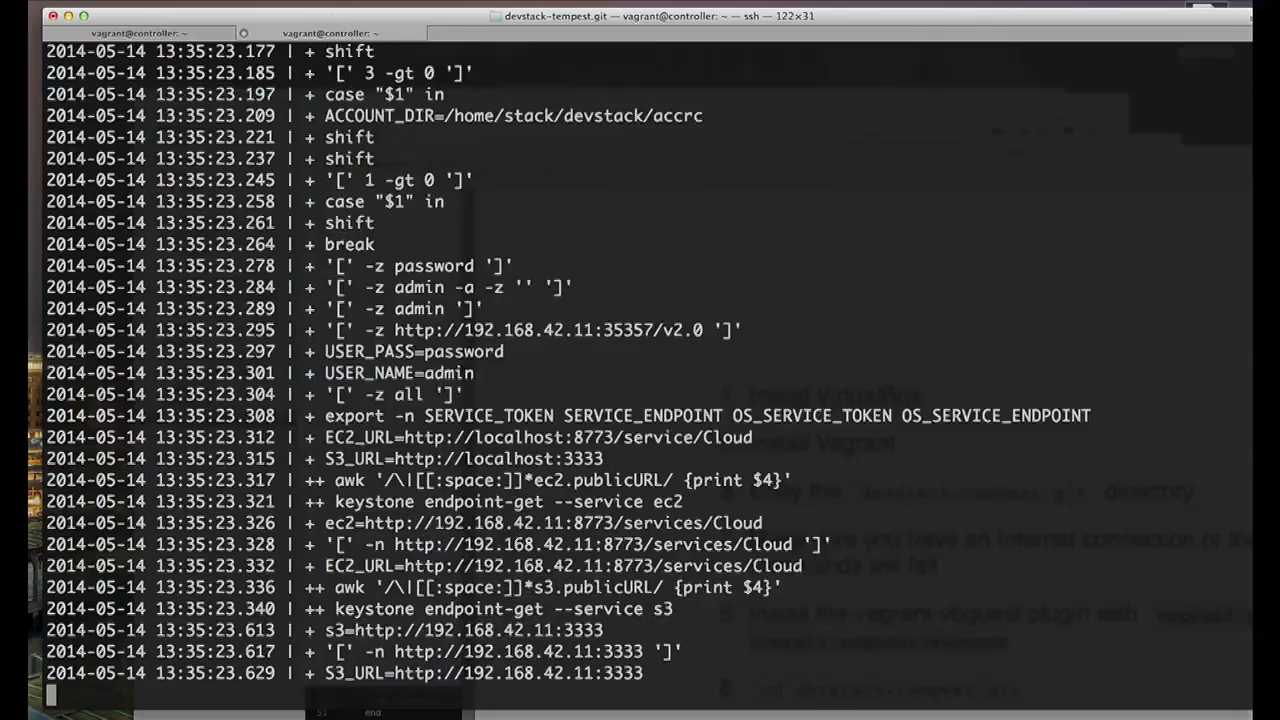 devstack-tempest.git — vagrant@controller: ~ — ssh — 122×31
vagrant@controller: ~ vagrant@controller: ~
2014-05-14 13:35:23.177 | + shift
2014-05-14 13:35:23.185 | + '[' 3 -gt 0 ']'
2014-05-14 13:35:23.197 | + case "$1" in
2014-05-14 13:35:23.209 | + ACCOUNT_DIR=/home/stack/devstack/accrc
2014-05-14 13:35:23.221 | + shift
2014-05-14 13:35:23.237 | + shift
2014-05-14 13:35:23.245 | + '[' 1 -gt 0 ']'
2014-05-14 13:35:23.258 | + case "$1" in
2014-05-14 13:35:23.261 | + shift
2014-05-14 13:35:23.264 | + break
2014-05-14 13:35:23.278 | + '[' -z password ']'
2014-05-14 13:35:23.284 | + '[' -z admin -a -z '' ']'
2014-05-14 13:35:23.289 | + '[' -z admin ']'
2014-05-14 13:35:23.295 | + '[' -z http://192.168.42.11:35357/v2.0 ']'
2014-05-14 13:35:23.297 | + USER_PASS=password
2014-05-14 13:35:23.301 | + USER_NAME=admin
2014-05-14 13:35:23.304 | + '[' -z all ']'
2014-05-14 13:35:23.308 | + export -n SERVICE_TOKEN SERVICE_ENDPOINT OS_SERVICE_TOKEN OS_SERVICE_ENDPOINT
2014-05-14 13:35:23.312 | + EC2_URL=http://localhost:8773/service/Cloud
2014-05-14 13:35:23.315 | + S3_URL=http://localhost:3333
2014-05-14 13:35:23.317 | ++ awk '/\|[[:space:]]*ec2.publicURL/ {print $4}'
2014-05-14 13:35:23.321 | ++ keystone endpoint-get --service ec2
2014-05-14 13:35:23.326 | + ec2=http://192.168.42.11:8773/services/Cloud
2014-05-14 13:35:23.328 | + '[' -n http://192.168.42.11:8773/services/Cloud ']'
2014-05-14 13:35:23.332 | + EC2_URL=http://192.168.42.11:8773/services/Cloud
2014-05-14 13:35:23.336 | ++ awk '/\|[[:space:]]*s3.publicURL/ {print $4}'
2014-05-14 13:35:23.340 | ++ keystone endpoint-get --service s3
2014-05-14 13:35:23.613 | + s3=http://192.168.42.11:3333
2014-05-14 13:35:23.617 | + '[' -n http://192.168.42.11:3333 ']'
2014-05-14 13:35:23.629 | + S3_URL=http://192.168.42.11:3333
51 end